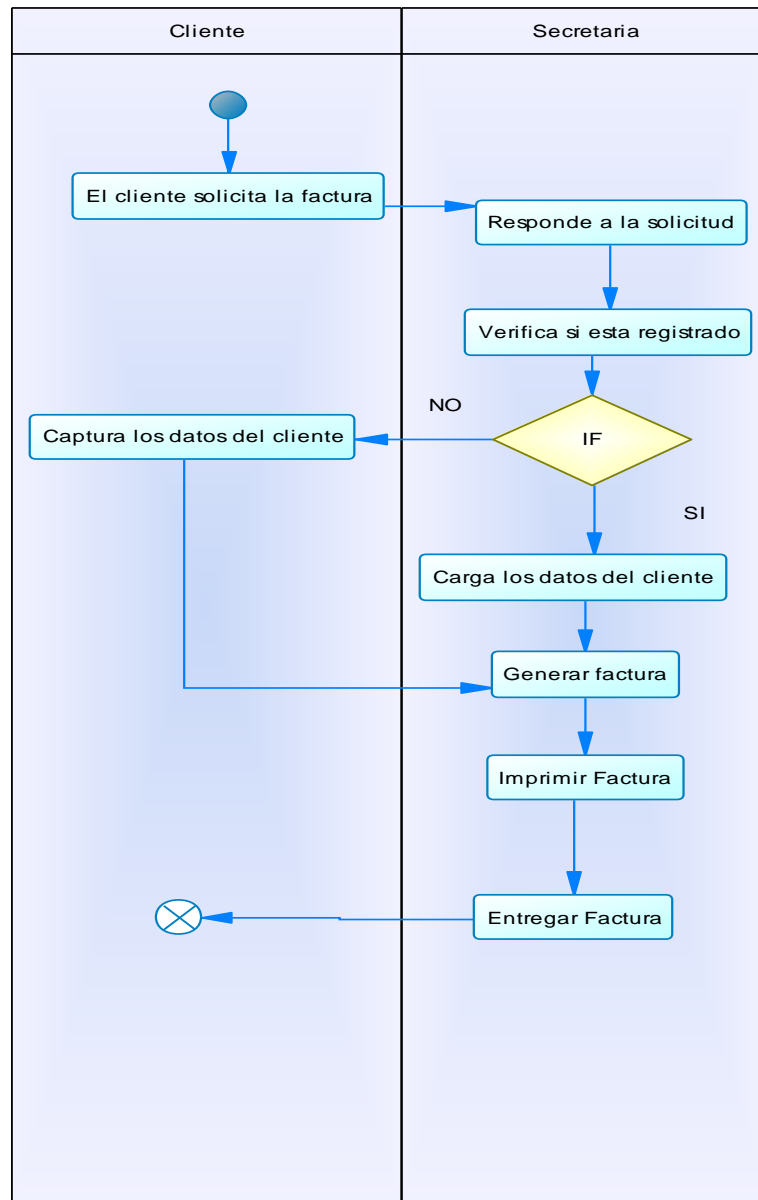 Cliente
Secretaria
El cliente solicita la factura
Responde a la solicitud
Verifica si esta registrado
NO
Captura los datos del cliente
IF
SI
Carga los datos del cliente
Generar factura
Imprimir Factura
Entregar Factura